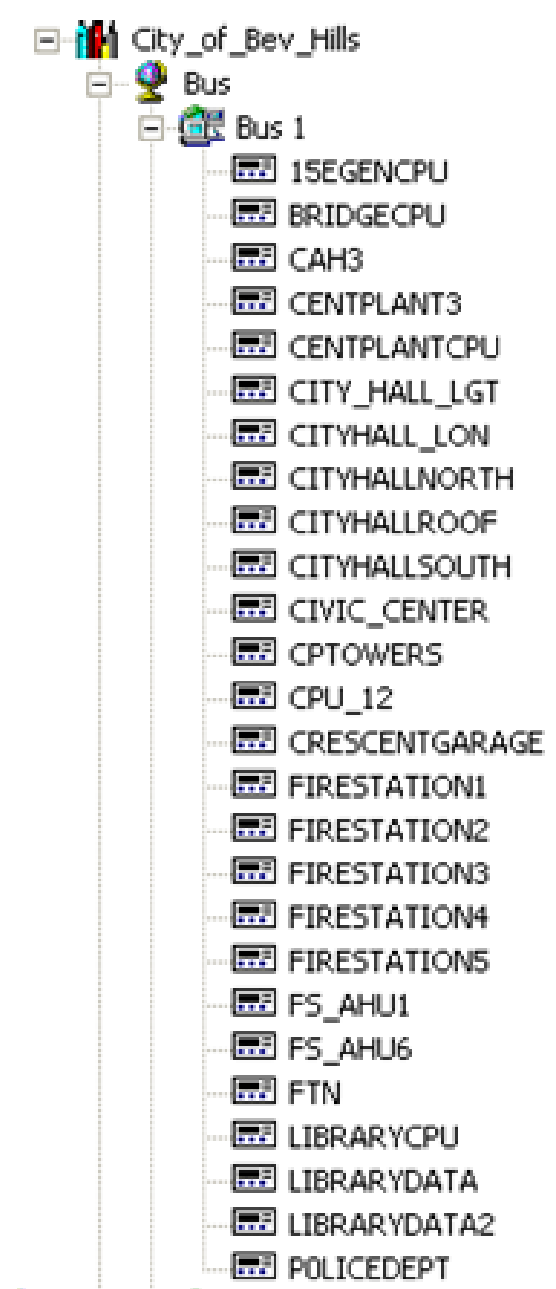 City_of_Bev_Hills
Bus
Bus 1
15EGENCPU
BRIDGECPU
CAH3
CENTPLANT3
CENTPLANTCPU
CITY_HALL_LGT
CITYHALL_LON
CITYHALLNORTH
CITYHALLROOF
CITYHALLSOUTH
CIVIC_CENTER
CPTOWERS
CPU_12
CRESCENTGARAGE
FIRESTATION1
FIRESTATION2
FIRESTATION3
FIRESTATION4
FIRESTATION5
FS_AHU1
FS_AHU6
FTN
LIBRARYCPU
LIBRARYDATA
LIBRARYDATA2
POLICEDEPT